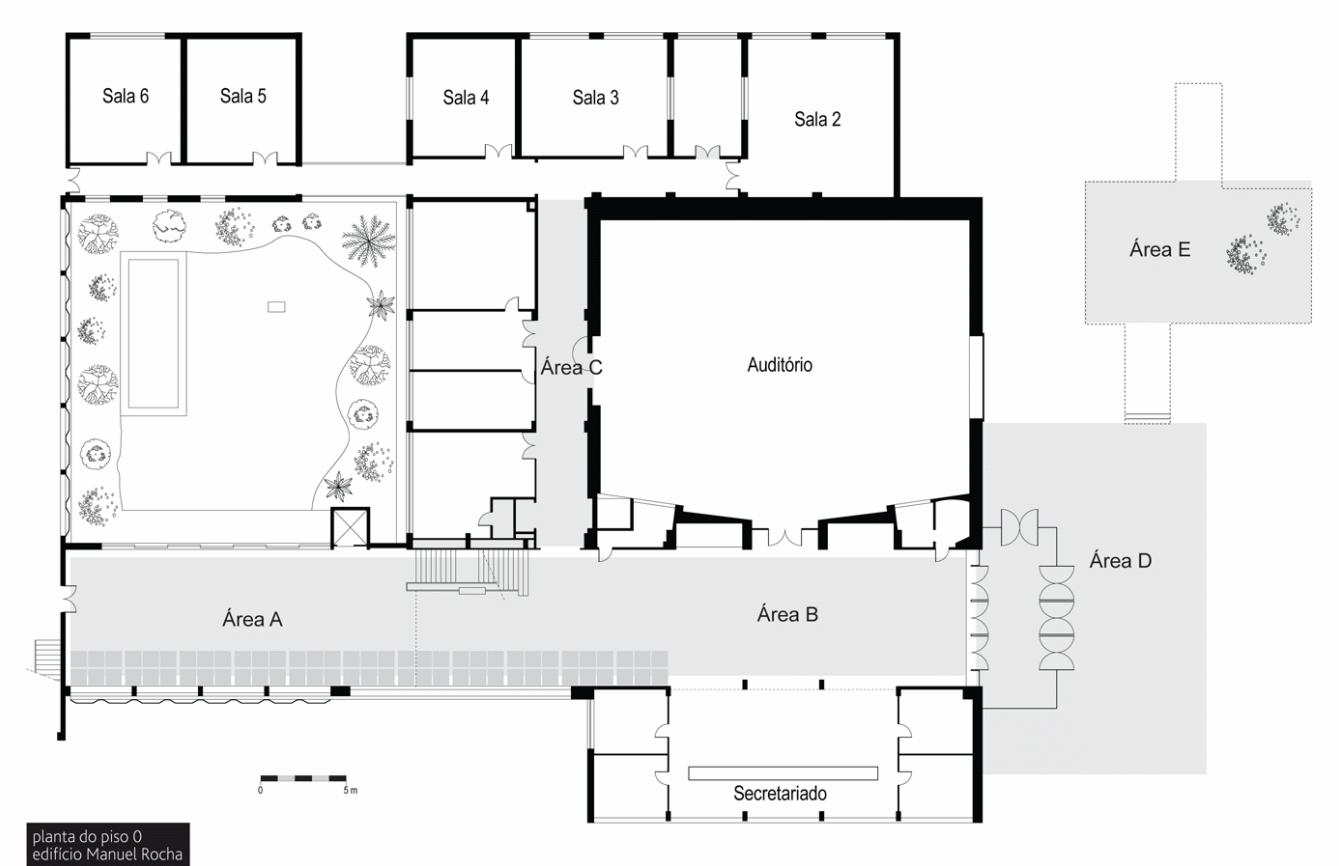 Sala 6
Sala 5
Sala 4
Sala 3
Sala 2
Área E
Área C
Auditório
Área D
Área A
Área B
Secretariado
0
5 m
planta do piso 0
edifício Manuel Rocha